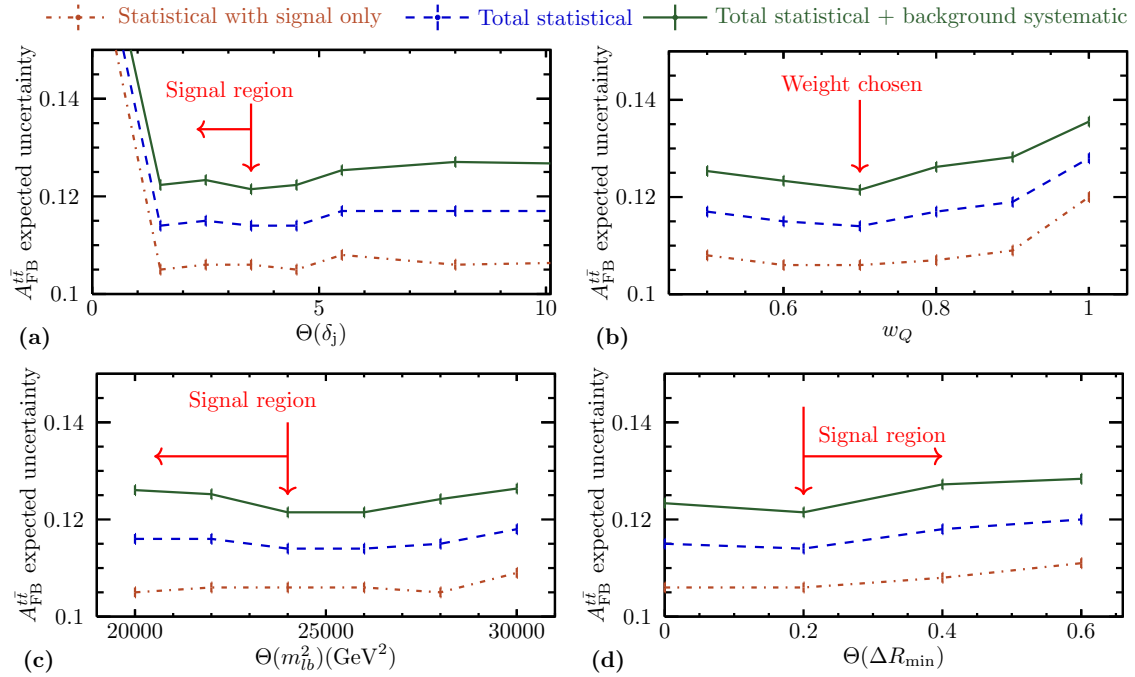 Statistical with signal only Total statistical Total statistical + background systematic
A_FB^{tt̄} expected uncertainty
0.14
0.12
0.1
Signal region
0 5 10
(a) Θ(δ_j)
A_FB^{tt̄} expected uncertainty
0.14
0.12
0.1
Weight chosen
0.6 0.8 1
(b) w_Q
A_FB^{tt̄} expected uncertainty
0.14
0.12
0.1
Signal region
20000 25000 30000
(c) Θ(m²_{lb})(GeV²)
A_FB^{tt̄} expected uncertainty
0.14
0.12
0.1
Signal region
0 0.2 0.4 0.6
(d) Θ(ΔR_min)